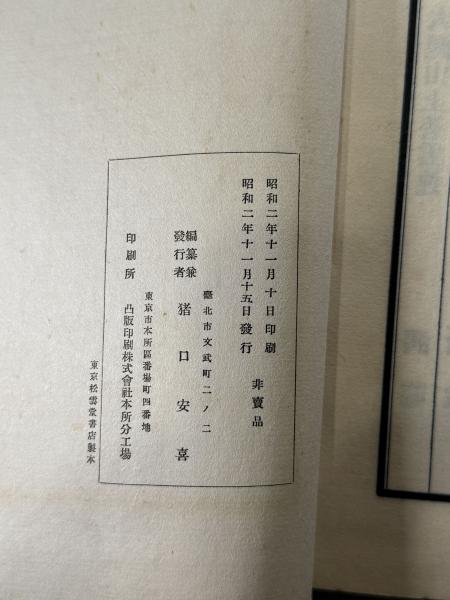 昭和二年十一月十日印刷
昭和二年十一月十五日發行
非賣品
臺北市文武町二ノ二
編纂兼
發行者 猪口安喜
東京市本所區番場町四番地
印刷所 凸版印刷株式會社本所分工場
東京松雲堂書店製本